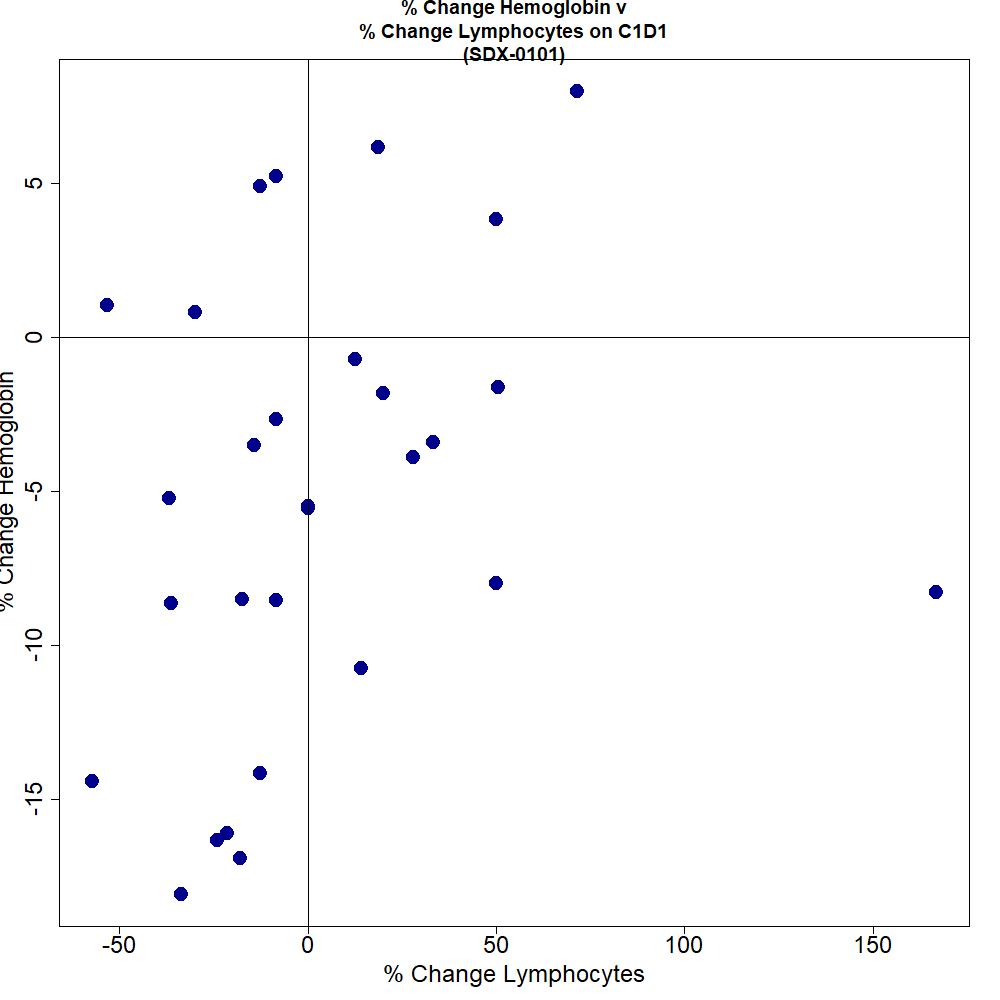 % Change Hemoglobin v
% Change Lymphocytes on C1D1
(SDX-0101)
% Change Hemoglobin
5
0
-5
-10
-15
-50
0
50
100
150
% Change Lymphocytes